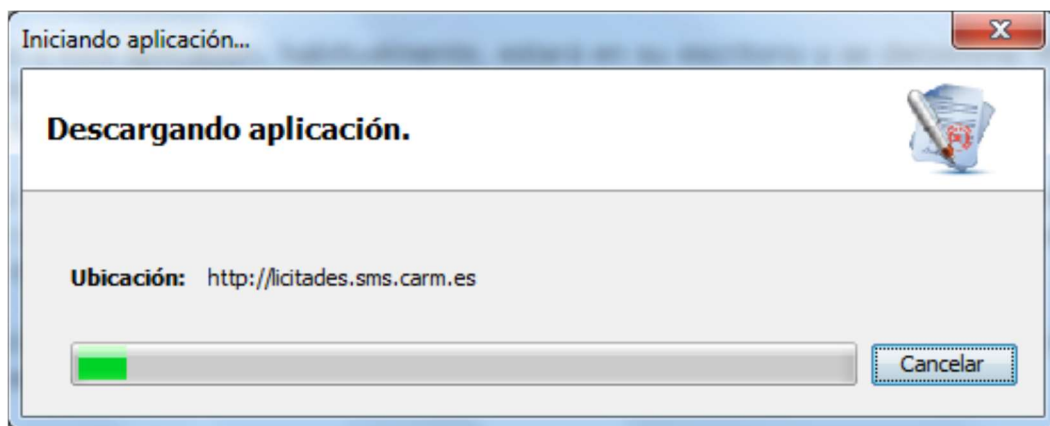 Iniciando aplicación...
Descargando aplicación.
Ubicación: http://licitades.sms.carm.es
Cancelar